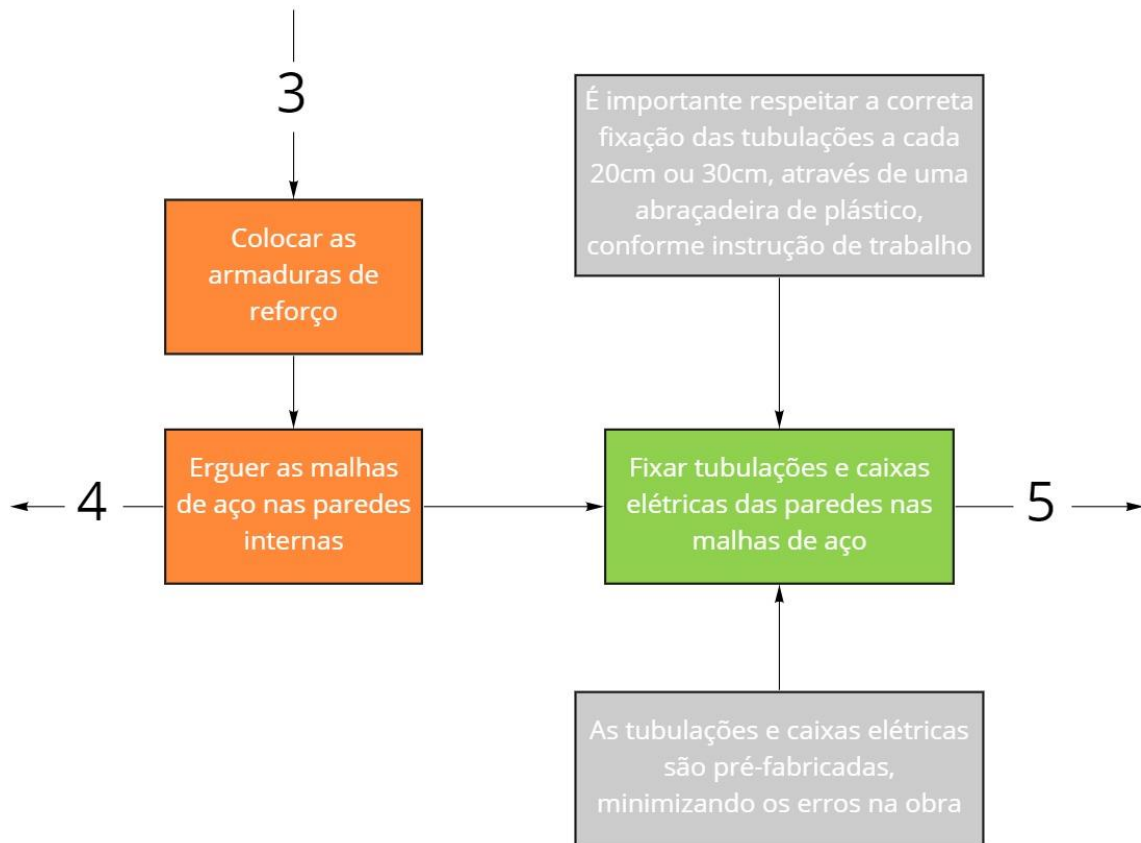 3
É importante respeitar a correta
fixação das tubulações a cada
20cm ou 30cm, através de uma
abraçadeira de plástico,
conforme instrução de trabalho
Colocar as
armaduras de
reforço
4
Erguer as malhas
de aço nas paredes
internas
Fixar tubulações e caixas
elétricas das paredes nas
malhas de aço
5
As tubulações e caixas elétricas
são pré-fabricadas,
minimizando os erros na obra